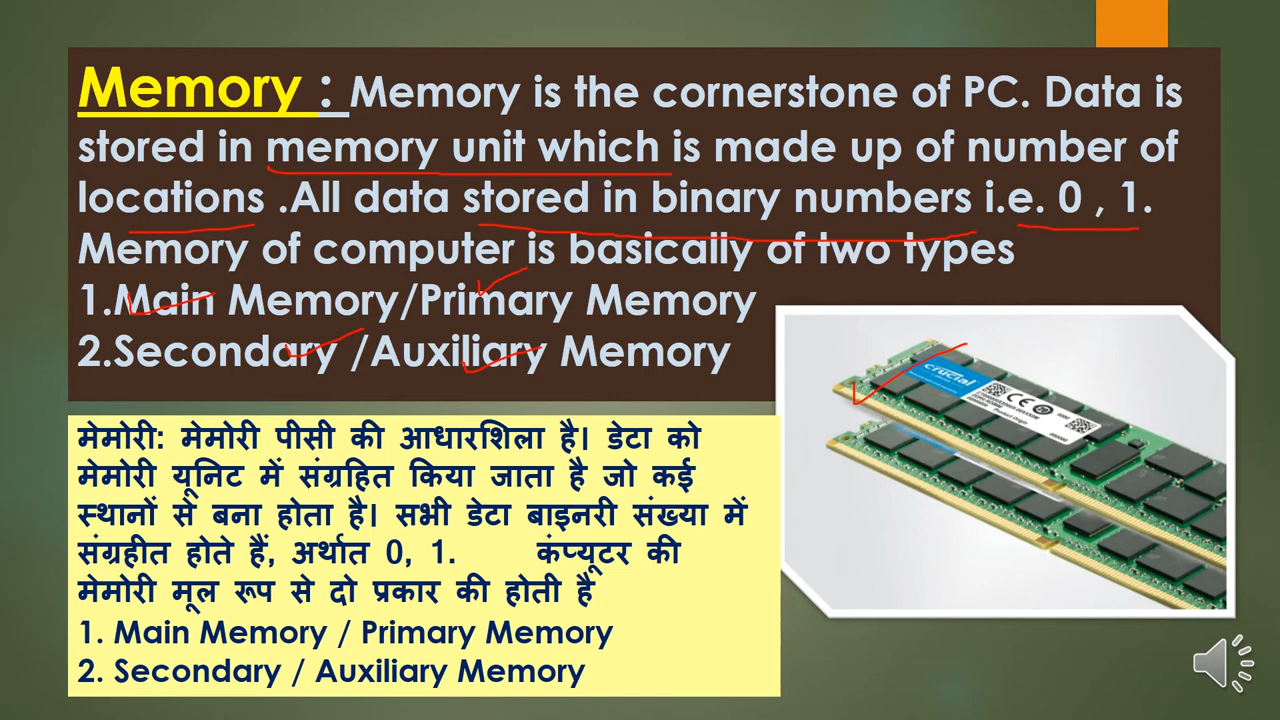 Memory : Memory is the cornerstone of PC. Data is
stored in memory unit which is made up of number of
locations .All data stored in binary numbers i.e. 0 , 1.
Memory of computer is basically of two types
1.Main Memory/Primary Memory
2.Secondary /Auxiliary Memory
crucial
मेमोरी: मेमोरी पीसी की आधारशिला है। डेटा को
मेमोरी यूनिट में संग्रहित किया जाता है जो कई
स्थानों से बना होता है। सभी डेटा बाइनरी संख्या में
संग्रहीत होते हैं, अर्थात 0, 1. कंप्यूटर की
मेमोरी मूल रूप से दो प्रकार की होती है
1. Main Memory / Primary Memory
2. Secondary / Auxiliary Memory